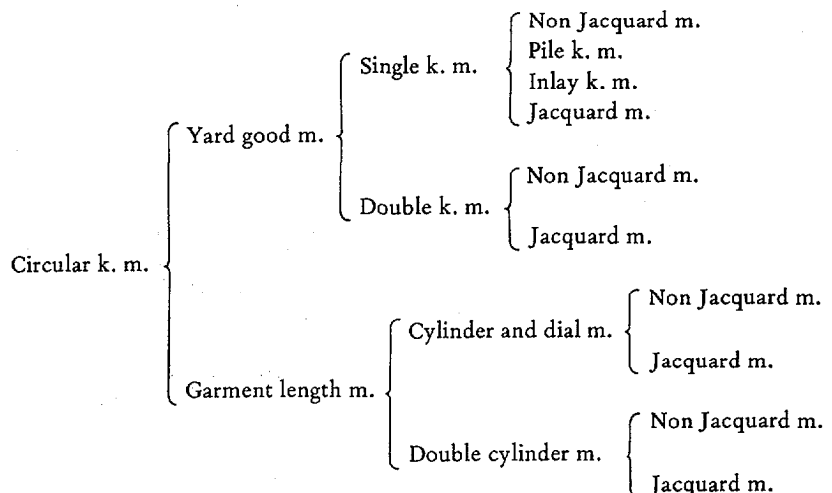 Non Jacquard m.
Single k. m.
Pile k. m.
Inlay k. m.
Jacquard m.
Yard good m.
Non Jacquard m.
Double k. m.
Jacquard m.
Circular k. m.
Non Jacquard m.
Cylinder and dial m.
Jacquard m.
Garment length m.
Non Jacquard m.
Double cylinder m.
Jacquard m.